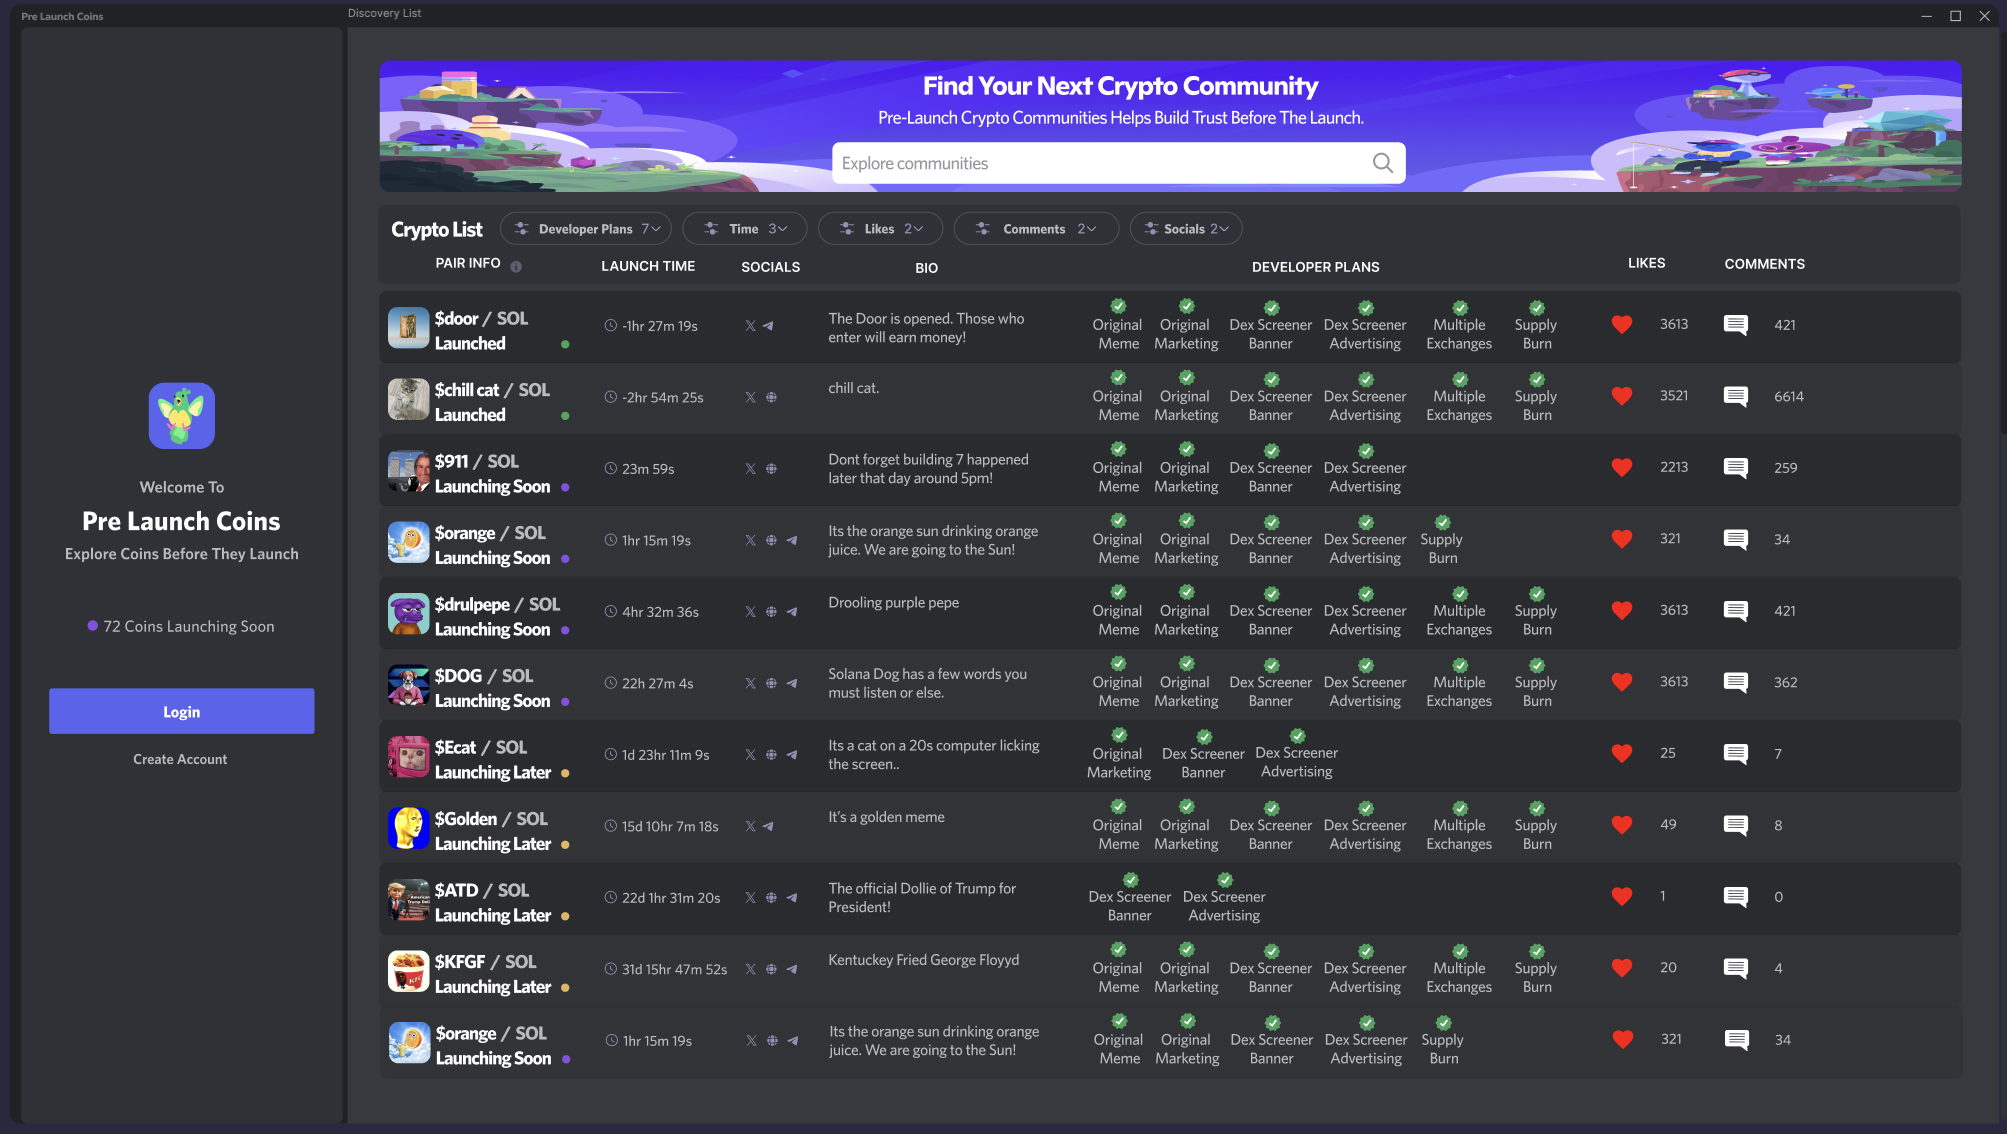 Pre Launch Coins
Discovery List
Welcome To
Pre Launch Coins
Explore Coins Before They Launch
72 Coins Launching Soon
Login
Create Account
Find Your Next Crypto Community
Pre-Launch Crypto Communities Helps Build Trust Before The Launch.
Explore communities
Crypto List
Developer Plans 7
Time 3
Likes 2
Comments 2
Socials 2
PAIR INFO
LAUNCH TIME
SOCIALS
BIO
DEVELOPER PLANS
LIKES
COMMENTS
$door / SOL
Launched
-1hr 27m 19s
The Door is opened. Those who
enter will earn money!
Original
Meme
Original
Marketing
Dex Screener
Banner
Dex Screener
Advertising
Multiple
Exchanges
Supply
Burn
3613
421
$chill cat / SOL
Launched
-2hr 54m 25s
chill cat.
Original
Meme
Original
Marketing
Dex Screener
Banner
Dex Screener
Advertising
Multiple
Exchanges
Supply
Burn
3521
6614
$911 / SOL
Launching Soon
23m 59s
Dont forget building 7 happened
later that day around 5pm!
Original
Meme
Original
Marketing
Dex Screener
Banner
Dex Screener
Advertising
2213
259
$orange / SOL
Launching Soon
1hr 15m 19s
Its the orange sun drinking orange
juice. We are going to the Sun!
Original
Meme
Original
Marketing
Dex Screener
Banner
Dex Screener
Advertising
Supply
Burn
321
34
$drulpepe / SOL
Launching Soon
4hr 32m 36s
Drooling purple pepe
Original
Meme
Original
Marketing
Dex Screener
Banner
Dex Screener
Advertising
Multiple
Exchanges
Supply
Burn
3613
421
$DOG / SOL
Launching Soon
22h 27m 4s
Solana Dog has a few words you
must listen or else.
Original
Meme
Original
Marketing
Dex Screener
Banner
Dex Screener
Advertising
Multiple
Exchanges
Supply
Burn
3613
362
$Ecat / SOL
Launching Later
1d 23hr 11m 9s
Its a cat on a 20s computer licking
the screen..
Original
Marketing
Dex Screener
Banner
Dex Screener
Advertising
25
7
$Golden / SOL
Launching Later
15d 10hr 7m 18s
It's a golden meme
Original
Meme
Original
Marketing
Dex Screener
Banner
Dex Screener
Advertising
Multiple
Exchanges
Supply
Burn
49
8
$ATD / SOL
Launching Later
22d 1hr 31m 20s
The official Dollie of Trump for
President!
Dex Screener
Banner
Dex Screener
Advertising
1
0
$KFGF / SOL
Launching Later
31d 15hr 47m 52s
Kentuckey Fried George Floyyd
Original
Meme
Original
Marketing
Dex Screener
Banner
Dex Screener
Advertising
Multiple
Exchanges
Supply
Burn
20
4
$orange / SOL
Launching Soon
1hr 15m 19s
Its the orange sun drinking orange
juice. We are going to the Sun!
Original
Meme
Original
Marketing
Dex Screener
Banner
Dex Screener
Advertising
Supply
Burn
321
34